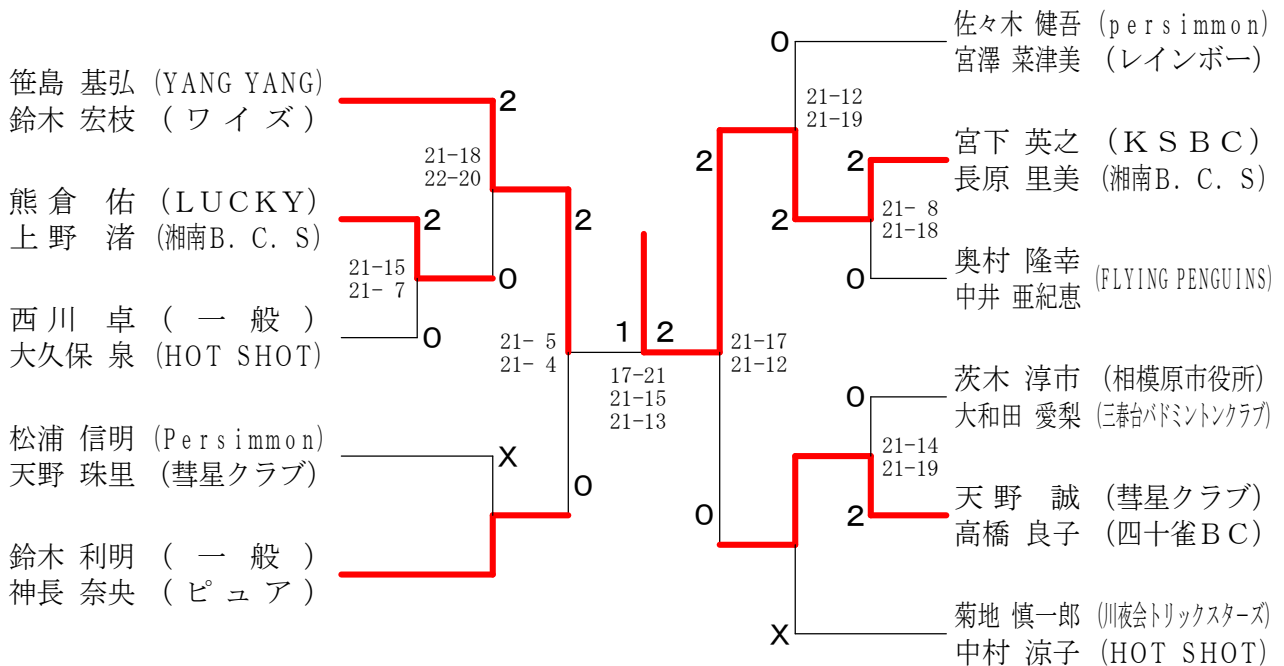 笹島 基弘 (YANG YANG)
鈴木 宏枝 (ワイズ)
2
21-18
22-20
熊倉 佑 (LUCKY)
上野 渚 (湘南B. C. S)
2
0
21-15
21- 7
西川 卓 (一般)
大久保 泉 (HOT SHOT)
0
2
21- 5
21- 4
松浦 信明 (Persimmon)
天野 珠里 (彗星クラブ)
X
0
鈴木 利明 (一般)
神長 奈央 (ピュア)
1 2
17-21
21-15
21-13
佐々木 健吾 (persimmon)
宮澤 菜津美 (レインボー)
0
21-12
21-19
宮下 英之 (KSBC)
長原 里美 (湘南B. C. S)
2
2
2
21- 8
21-18
奥村 隆幸 (FLYING PENGUINS)
中井 亜紀恵
0
21-17
21-12
茨木 淳市 (相模原市役所)
大和田 愛梨 (三春台バドミントンクラブ)
0
21-14
21-19
天野 誠 (彗星クラブ)
高橋 良子 (四十雀BC)
2
0
菊地 慎一郎 (川夜会トリックスターズ)
中村 涼子 (HOT SHOT)
X